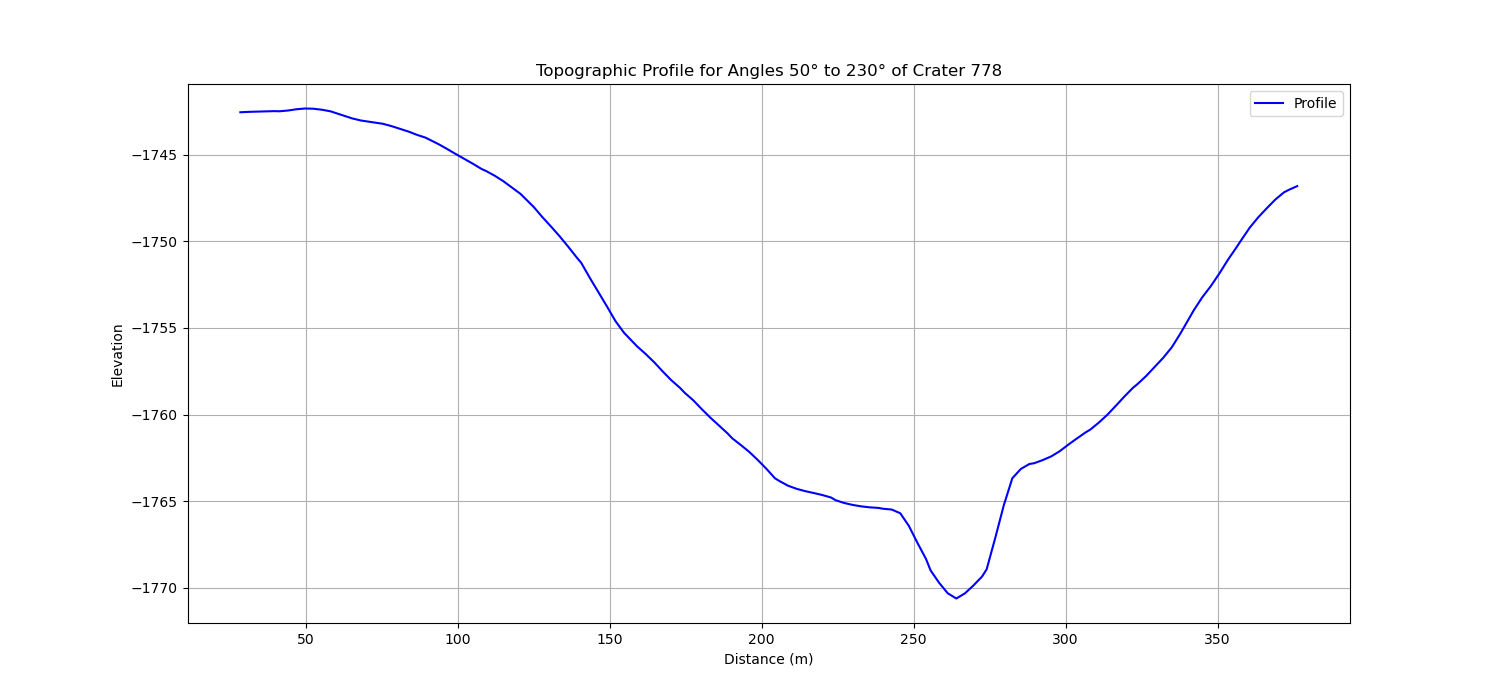 Topographic Profile for Angles 50° to 230° of Crater 778
Profile
−1745
−1750
−1755
−1760
−1765
−1770
Elevation
50 100 150 200 250 300 350
Distance (m)